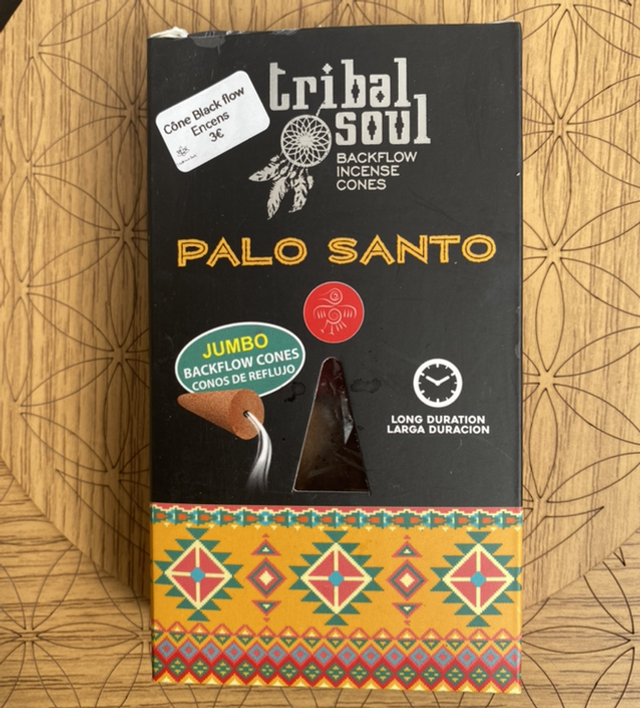 Cône Black flow
Encens
3€
tribal
soul
BACKFLOW
INCENSE
CONES
PALO SANTO
JUMBO
BACKFLOW CONES
CONOS DE REFLUJO
LONG DURATION
LARGA DURACION